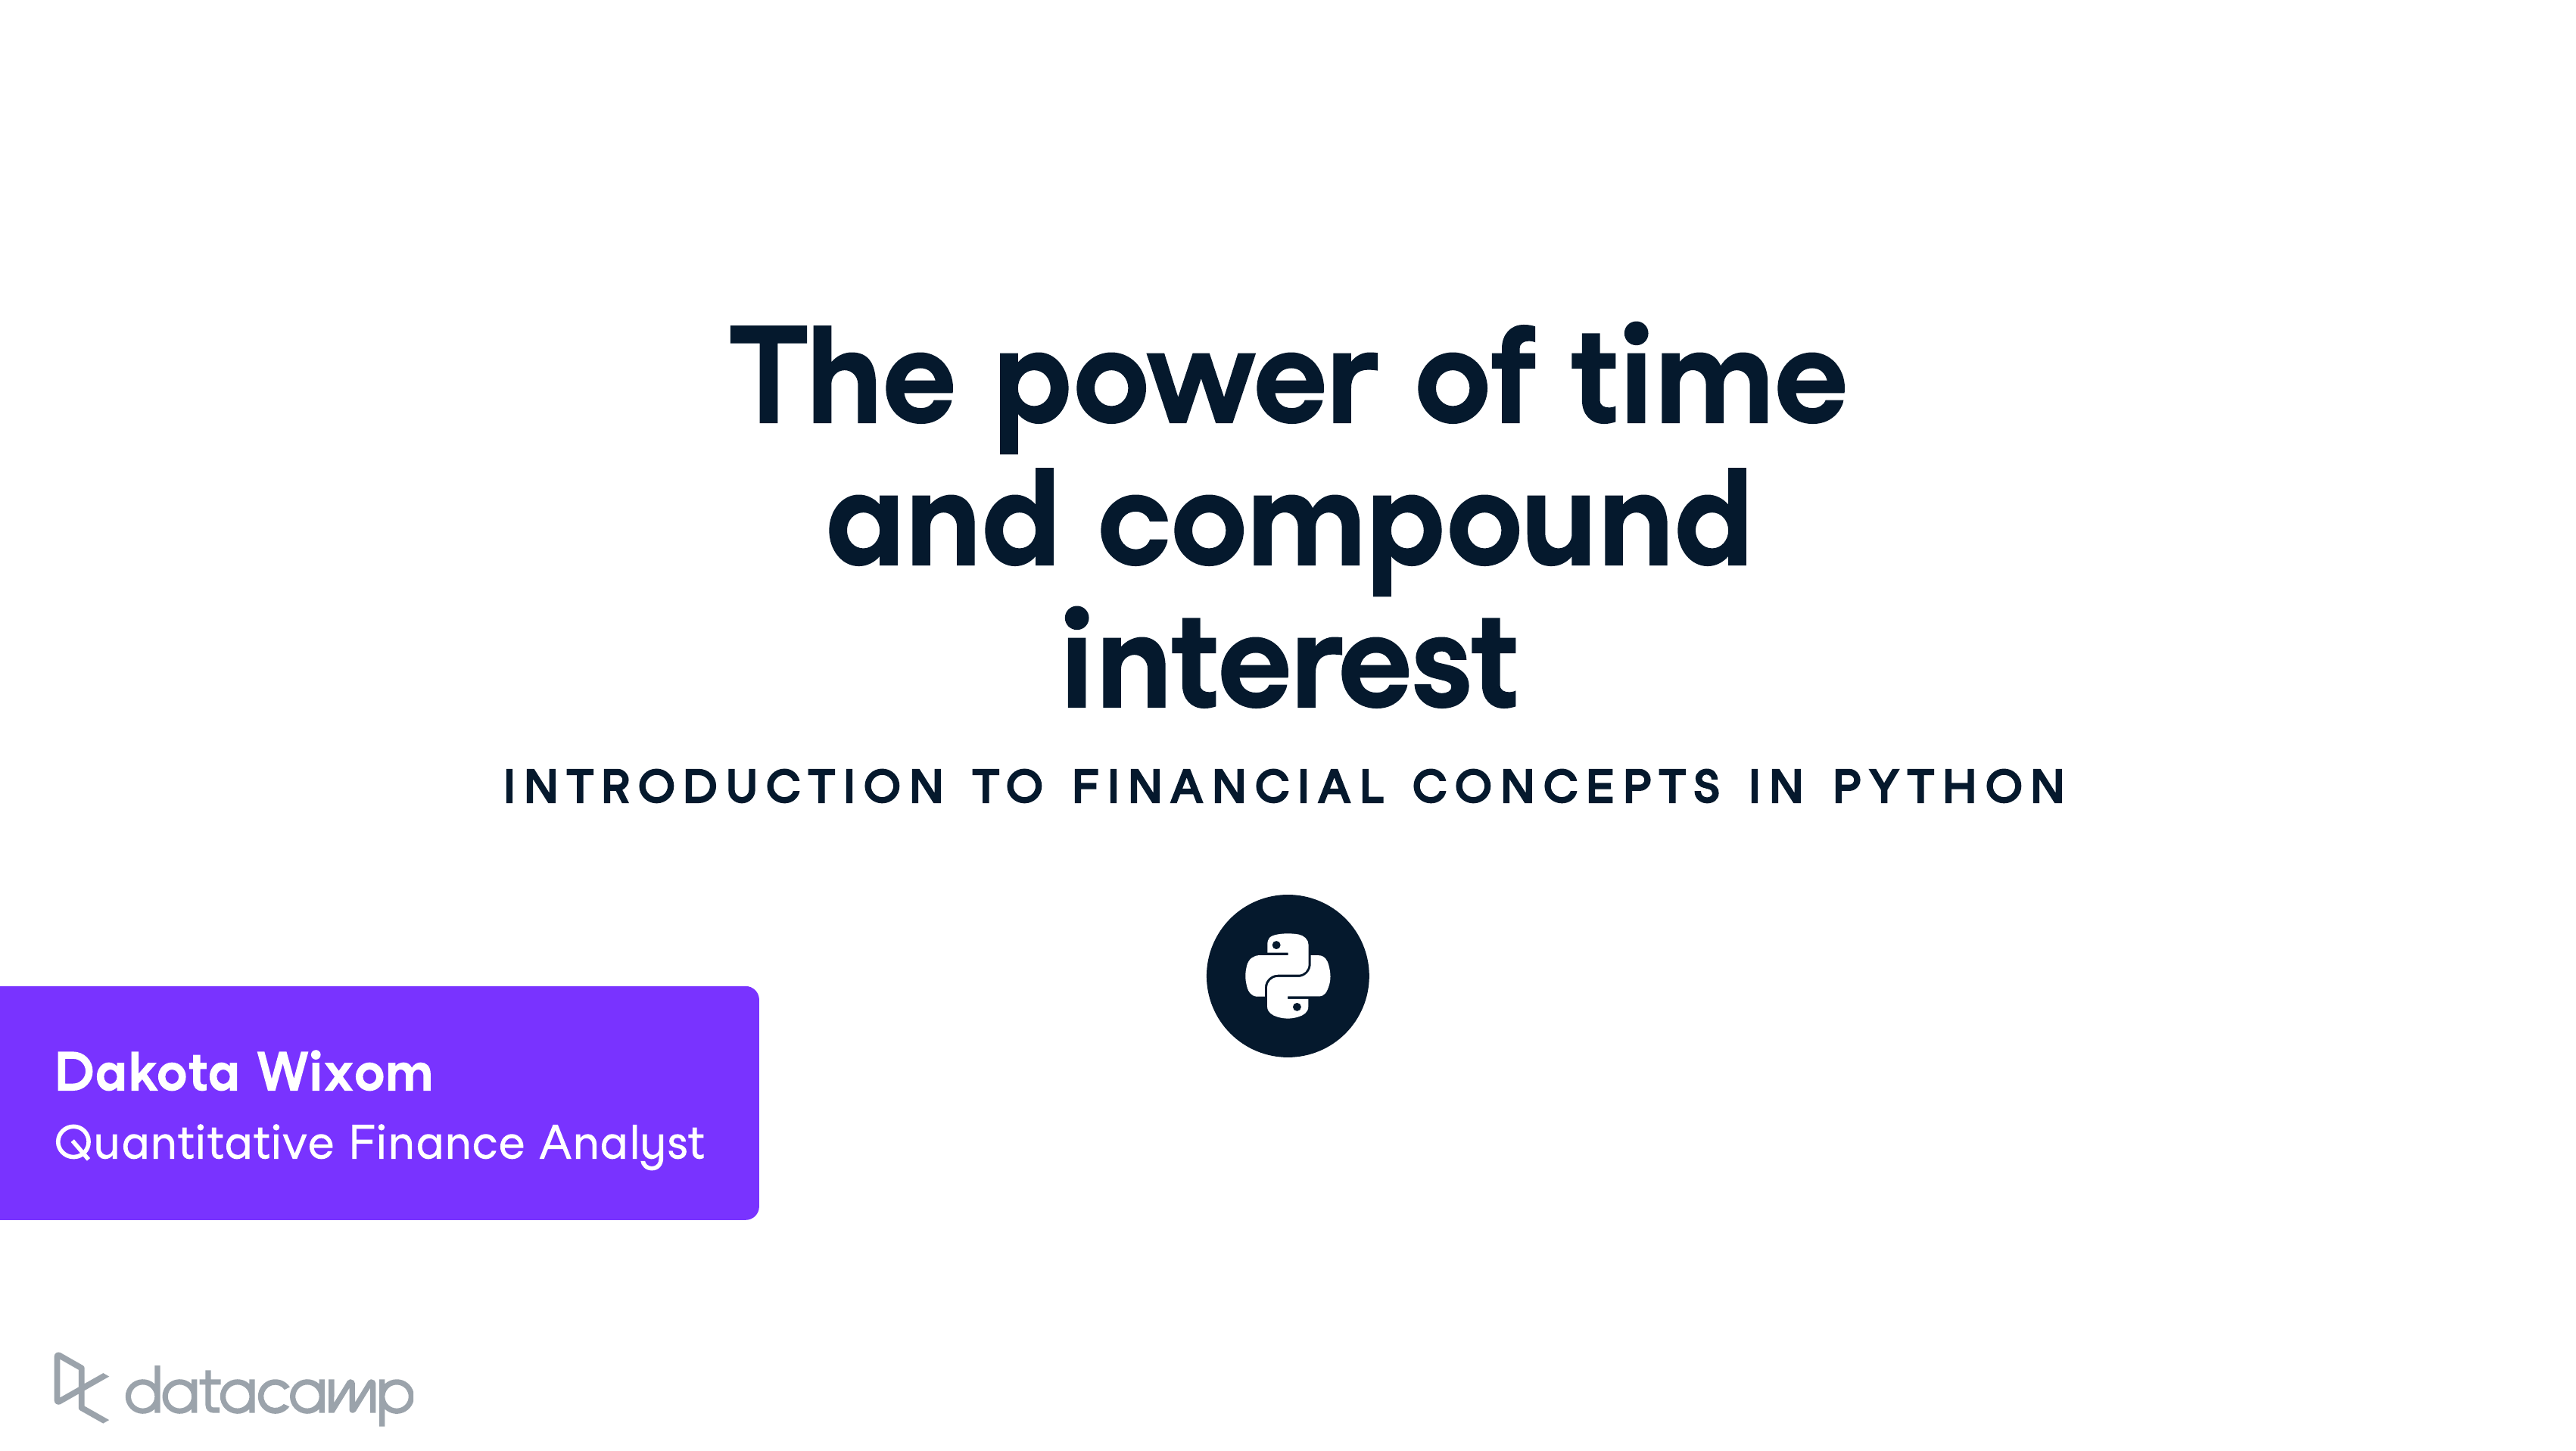 The power of time
and compound
interest
INTRODUCTION TO FINANCIAL CONCEPTS IN PYTHON
Dakota Wixom
Quantitative Finance Analyst
datacamp